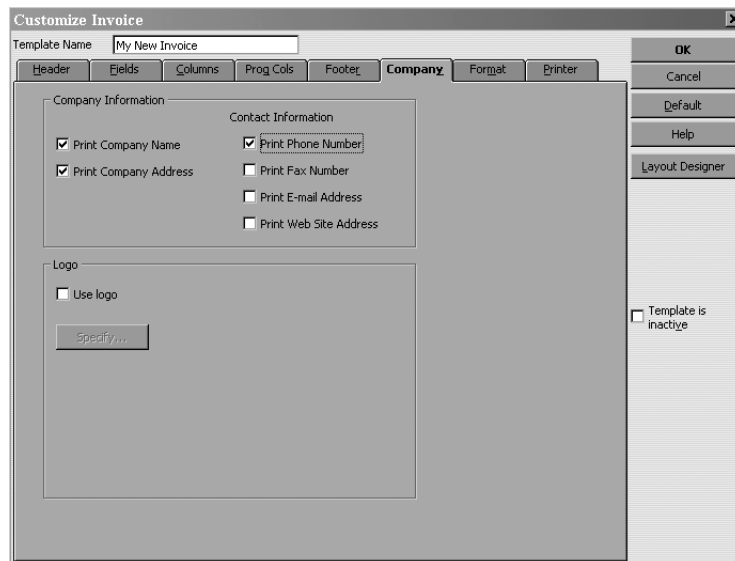 Customize Invoice
Template Name My New Invoice
Header Fields Columns Prog Cols Footer Company Format Printer
OK
Cancel
Default
Help
Layout Designer
Company Information
Contact Information
Print Company Name Print Phone Number
Print Company Address Print Fax Number
Print E-mail Address
Print Web Site Address
Logo
Use logo
Specify...
Template is
inactive